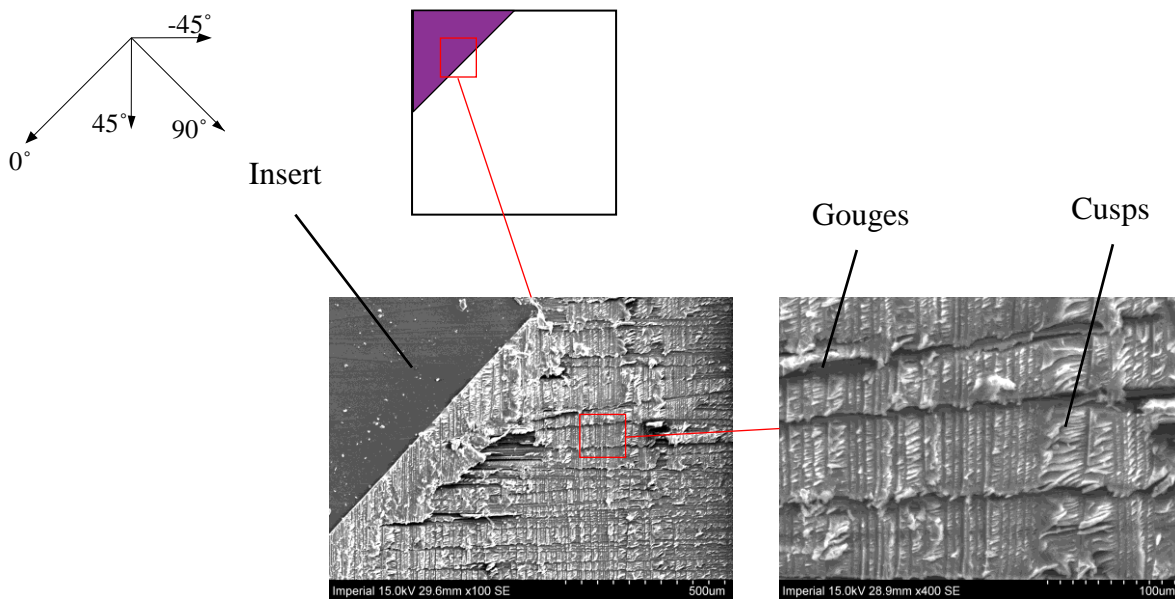 -45˚
45˚
90˚
0˚
Insert
Gouges
Cusps
Imperial 15.0kV 29.6mm x100 SE
500um
Imperial 15.0kV 28.9mm x400 SE
100um